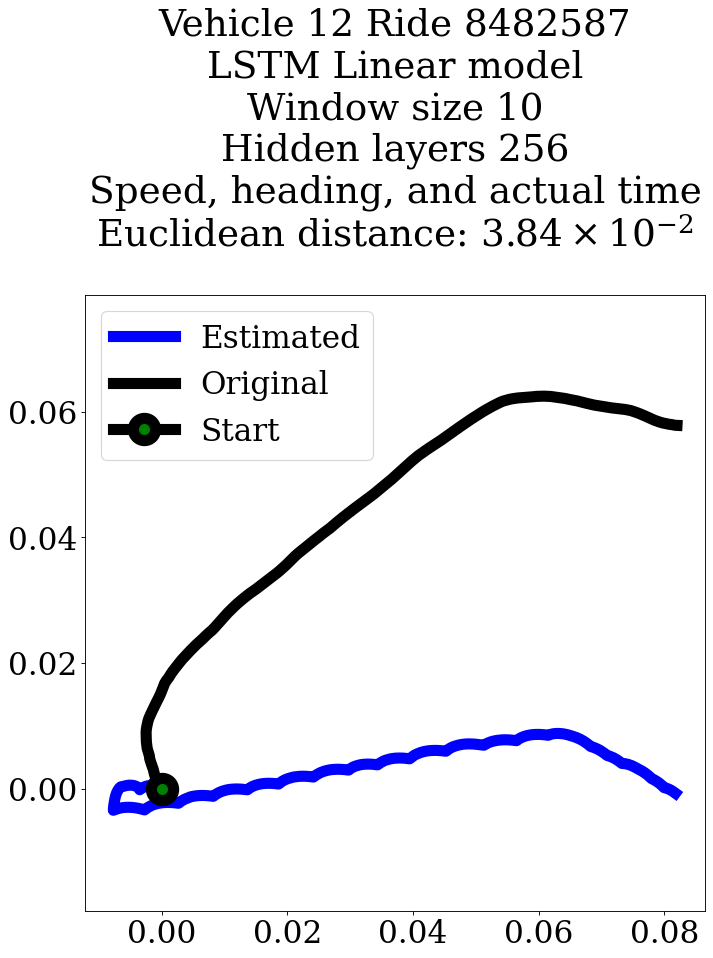 Vehicle 12 Ride 8482587
LSTM Linear model
Window size 10
Hidden layers 256
Speed, heading, and actual time
Euclidean distance: 3.84 × 10⁻²
Estimated
Original
Start
0.06
0.04
0.02
0.00
0.00 0.02 0.04 0.06 0.08